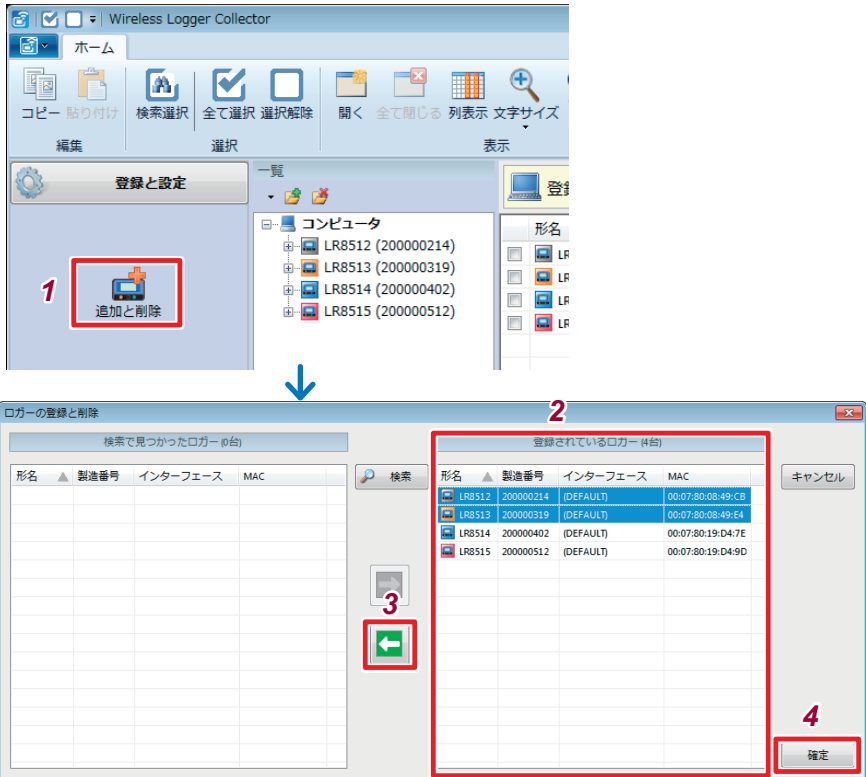 Wireless Logger Collector
ホーム
コピー 貼り付け 検索選択 全て選択 選択解除 開く 全て閉じる 列表示 文字サイズ
編集 選択 表示
登録と設定
一覧
登
コンピュータ
形名
LR8512 (200000214)
LR8513 (200000319)
LR8514 (200000402)
LR8515 (200000512)
1
追加と削除
ロガーの登録と削除
2
検索で見つかったロガー (0台)
登録されているロガー (4台)
形名 製造番号 インターフェース MAC
検索
形名 製造番号 インターフェース MAC
キャンセル
LR8512 200000214 (DEFAULT) 00:07:80:08:49:CB
LR8513 200000319 (DEFAULT) 00:07:80:08:49:E4
LR8514 200000402 (DEFAULT) 00:07:80:19:D4:7E
LR8515 200000512 (DEFAULT) 00:07:80:19:D4:9D
3
4
確定